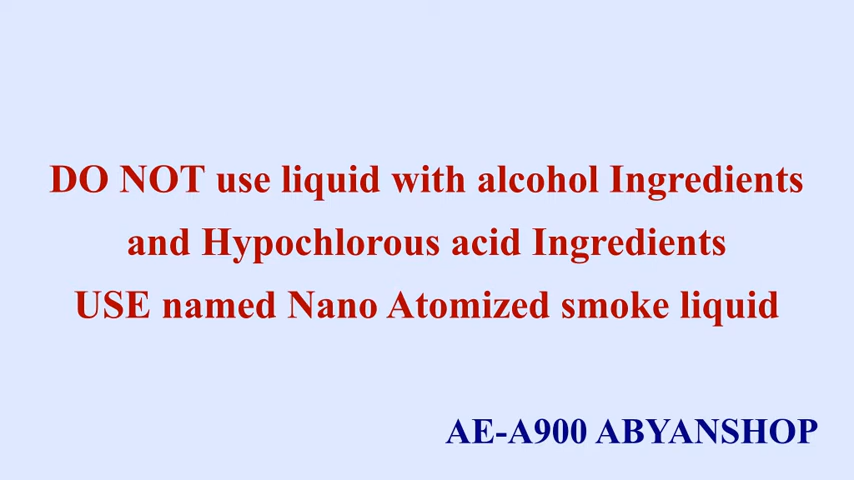 DO NOT use liquid with alcohol Ingredients
and Hypochlorous acid Ingredients
USE named Nano Atomized smoke liquid
AE-A900 ABYANSHOP